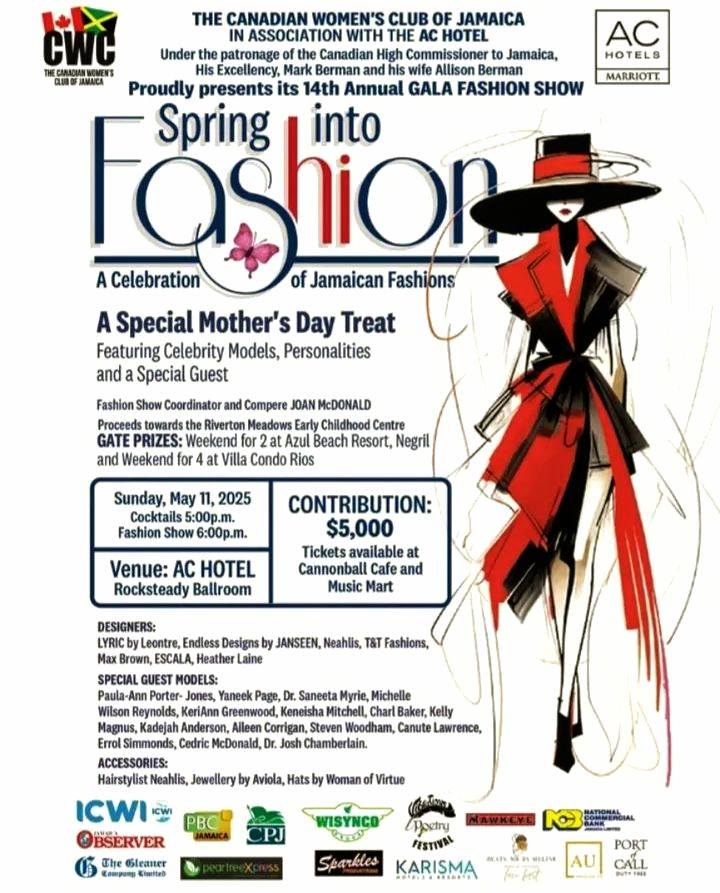 CWC
THE CANADIAN WOMEN'S
CLUB OF JAMAICA
THE CANADIAN WOMEN'S CLUB OF JAMAICA
IN ASSOCIATION WITH THE AC HOTEL
Under the patronage of the Canadian High Commissioner to Jamaica,
His Excellency, Mark Berman and his wife Allison Berman
Proudly presents its 14th Annual GALA FASHION SHOW
AC
HOTELS
MARRIOTT
Spring into
Fashion
A Celebration of Jamaican Fashions
A Special Mother's Day Treat
Featuring Celebrity Models, Personalities
and a Special Guest
Fashion Show Coordinator and Compere JOAN McDONALD
Proceeds towards the Riverton Meadows Early Childhood Centre
GATE PRIZES: Weekend for 2 at Azul Beach Resort, Negril
and Weekend for 4 at Villa Condo Rios
Sunday, May 11, 2025
Cocktails 5:00p.m.
Fashion Show 6:00p.m.
Venue: AC HOTEL
Rocksteady Ballroom
CONTRIBUTION:
$5,000
Tickets available at
Cannonball Cafe and
Music Mart
DESIGNERS:
LYRIC by Leontre, Endless Designs by JANSEEN, Neahlis, T&T Fashions,
Max Brown, ESCALA, Heather Laine
SPECIAL GUEST MODELS:
Paula-Ann Porter- Jones, Yaneek Page, Dr. Saneeta Myrie, Michelle
Wilson Reynolds, KeriAnn Greenwood, Keneisha Mitchell, Charl Baker, Kelly
Magnus, Kadejah Anderson, Aileen Corrigan, Steven Woodham, Canute Lawrence,
Errol Simmonds, Cedric McDonald, Dr. Josh Chamberlain.
ACCESSORIES:
Hairstylist Neahlis, Jewellery by Aviola, Hats by Woman of Virtue
ICWI ICWI
JAMAICA OBSERVER
PBC JAMAICA
CPJ
WISYNCO
Poetry
FESTIVAL
HAWKEYE
NCB NATIONAL
COMMERCIAL
BANK
JAMAICA LIMITED
The Gleaner
Company Limited
peartreexpress
Sparkles
PRODUCTIONS
KARISMA
HOTELS & RESORTS
AU
PORT
of
CALL
DUTY FREE